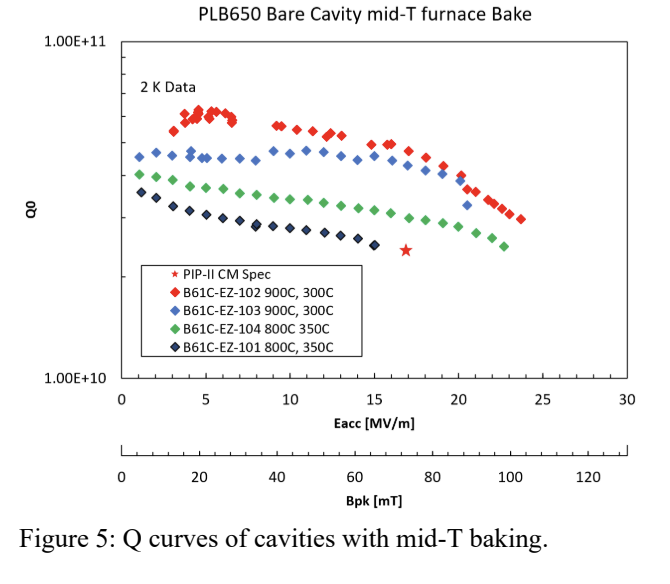 PLB650 Bare Cavity mid-T furnace Bake
1.00E+11
2 K Data
Q0
PIP-II CM Spec
B61C-EZ-102 900C, 300C
B61C-EZ-103 900C, 300C
B61C-EZ-104 800C 350C
B61C-EZ-101 800C, 350C
1.00E+10
0 5 10 15 20 25 30
Eacc [MV/m]
0 20 40 60 80 100 120
Bpk [mT]
Figure 5: Q curves of cavities with mid-T baking.